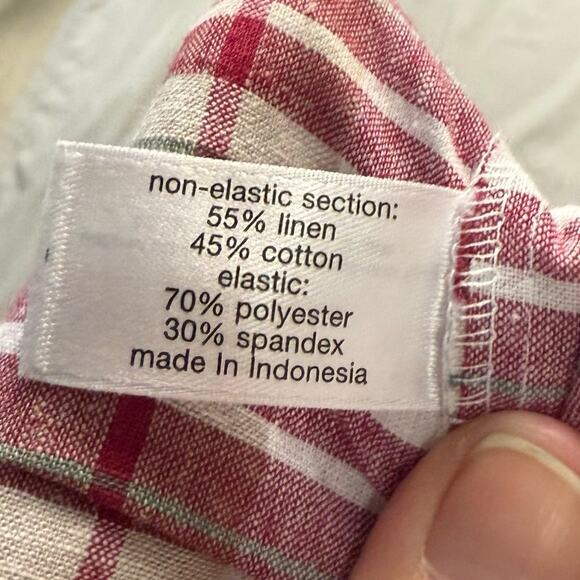 non-elastic section:
55% linen
45% cotton
elastic:
70% polyester
30% spandex
made In Indonesia